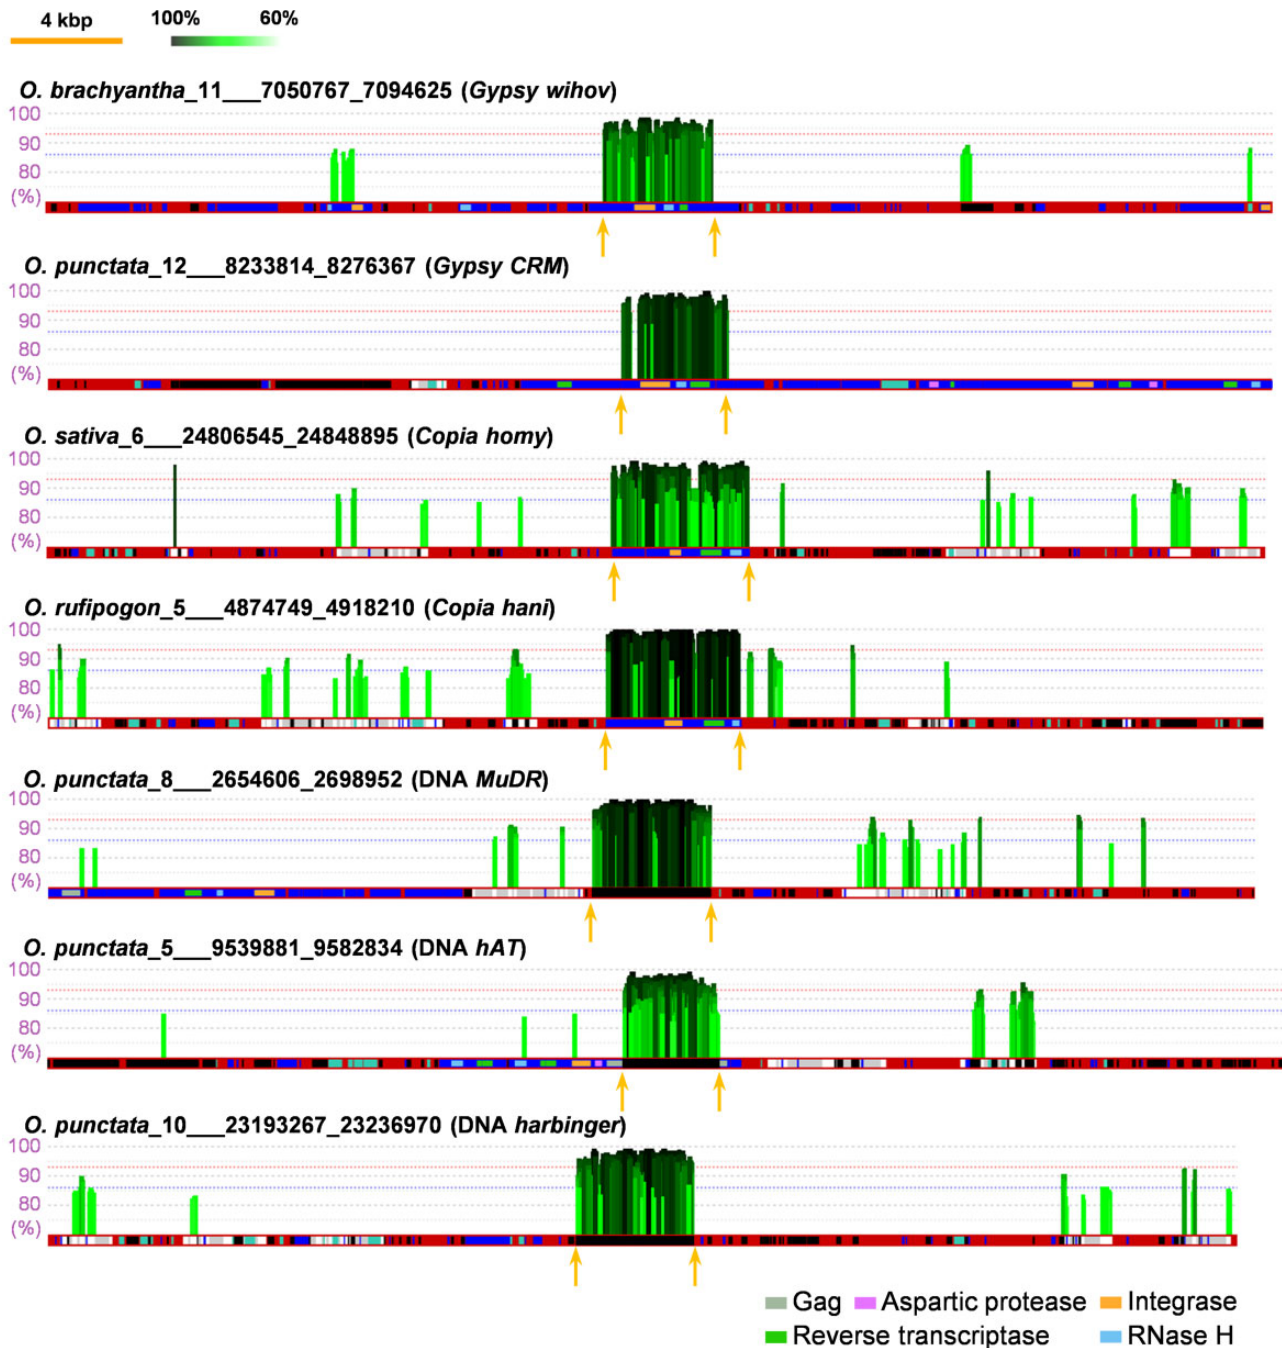 4 kbp 100% 60%
O. brachyantha_11___7050767_7094625 (Gypsy wihov)
100
90
80
(%)
O. punctata_12___8233814_8276367 (Gypsy CRM)
100
90
80
(%)
O. sativa_6___24806545_24848895 (Copia homy)
100
90
80
(%)
O. rufipogon_5___4874749_4918210 (Copia hani)
100
90
80
(%)
O. punctata_8___2654606_2698952 (DNA MuDR)
100
90
80
(%)
O. punctata_5___9539881_9582834 (DNA hAT)
100
90
80
(%)
O. punctata_10___23193267_23236970 (DNA harbinger)
100
90
80
(%)
Gag Aspartic protease Integrase
Reverse transcriptase RNase H